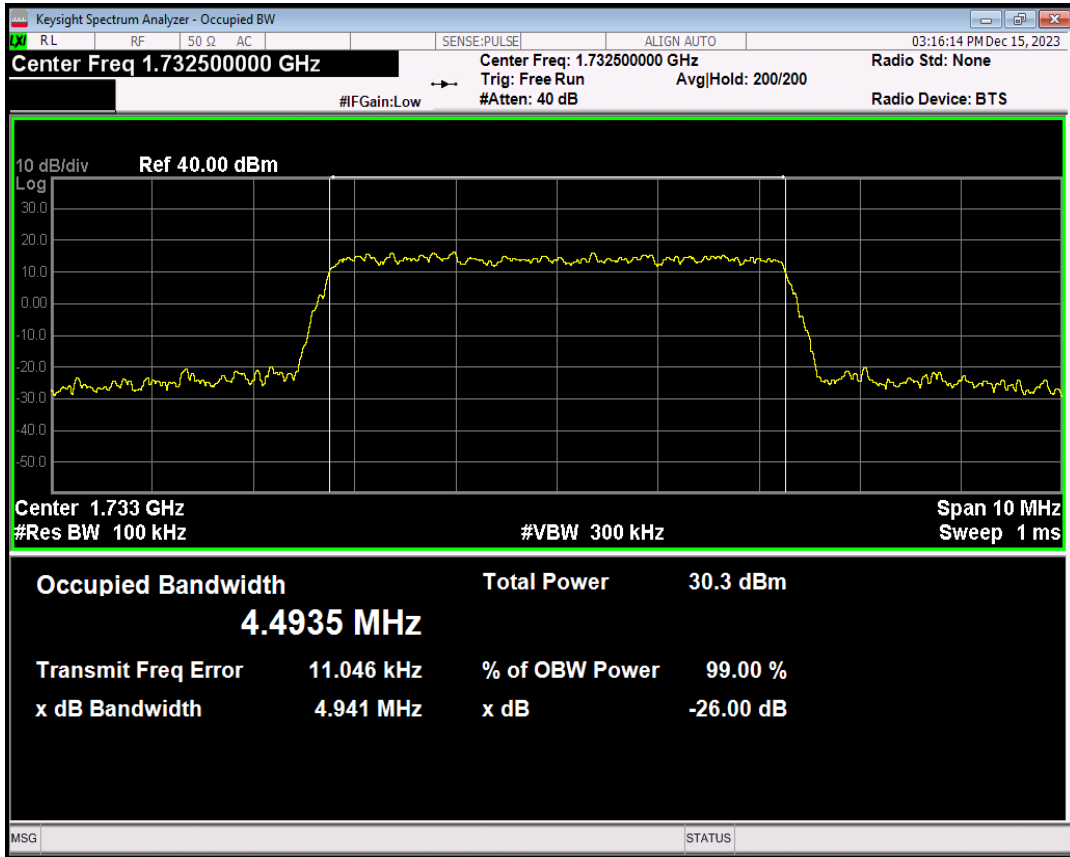 Keysight Spectrum Analyzer - Occupied BW
LXI RL RF 50 Ω AC SENSE:PULSE ALIGN AUTO 03:16:14 PM Dec 15, 2023
Center Freq 1.732500000 GHz Center Freq: 1.732500000 GHz Radio Std: None
Trig: Free Run Avg|Hold: 200/200
#IFGain:Low #Atten: 40 dB Radio Device: BTS
10 dB/div Ref 40.00 dBm
Log
30.0
20.0
10.0
0.00
-10.0
-20.0
-30.0
-40.0
-50.0
Center 1.733 GHz Span 10 MHz
#Res BW 100 kHz #VBW 300 kHz Sweep 1 ms
Occupied Bandwidth Total Power 30.3 dBm
4.4935 MHz
Transmit Freq Error 11.046 kHz % of OBW Power 99.00 %
x dB Bandwidth 4.941 MHz x dB -26.00 dB
MSG STATUS